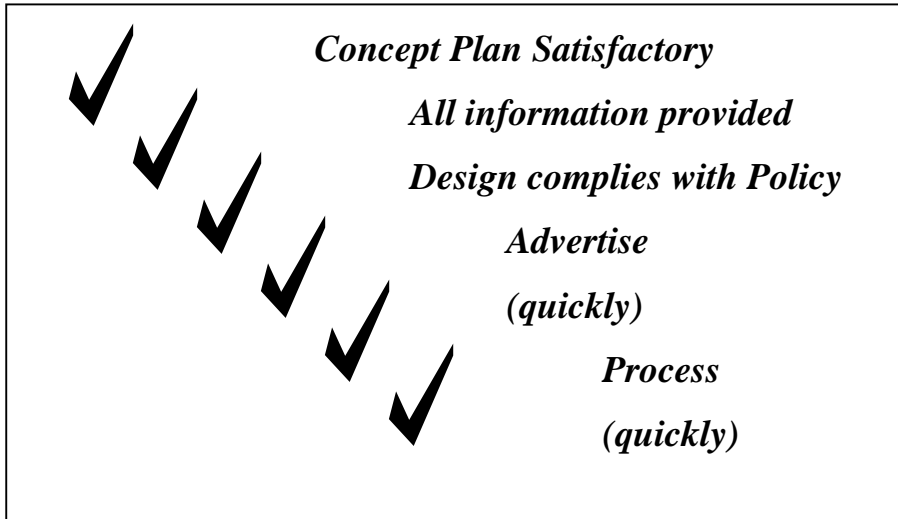 Concept Plan Satisfactory
All information provided
Design complies with Policy
Advertise
(quickly)
Process
(quickly)